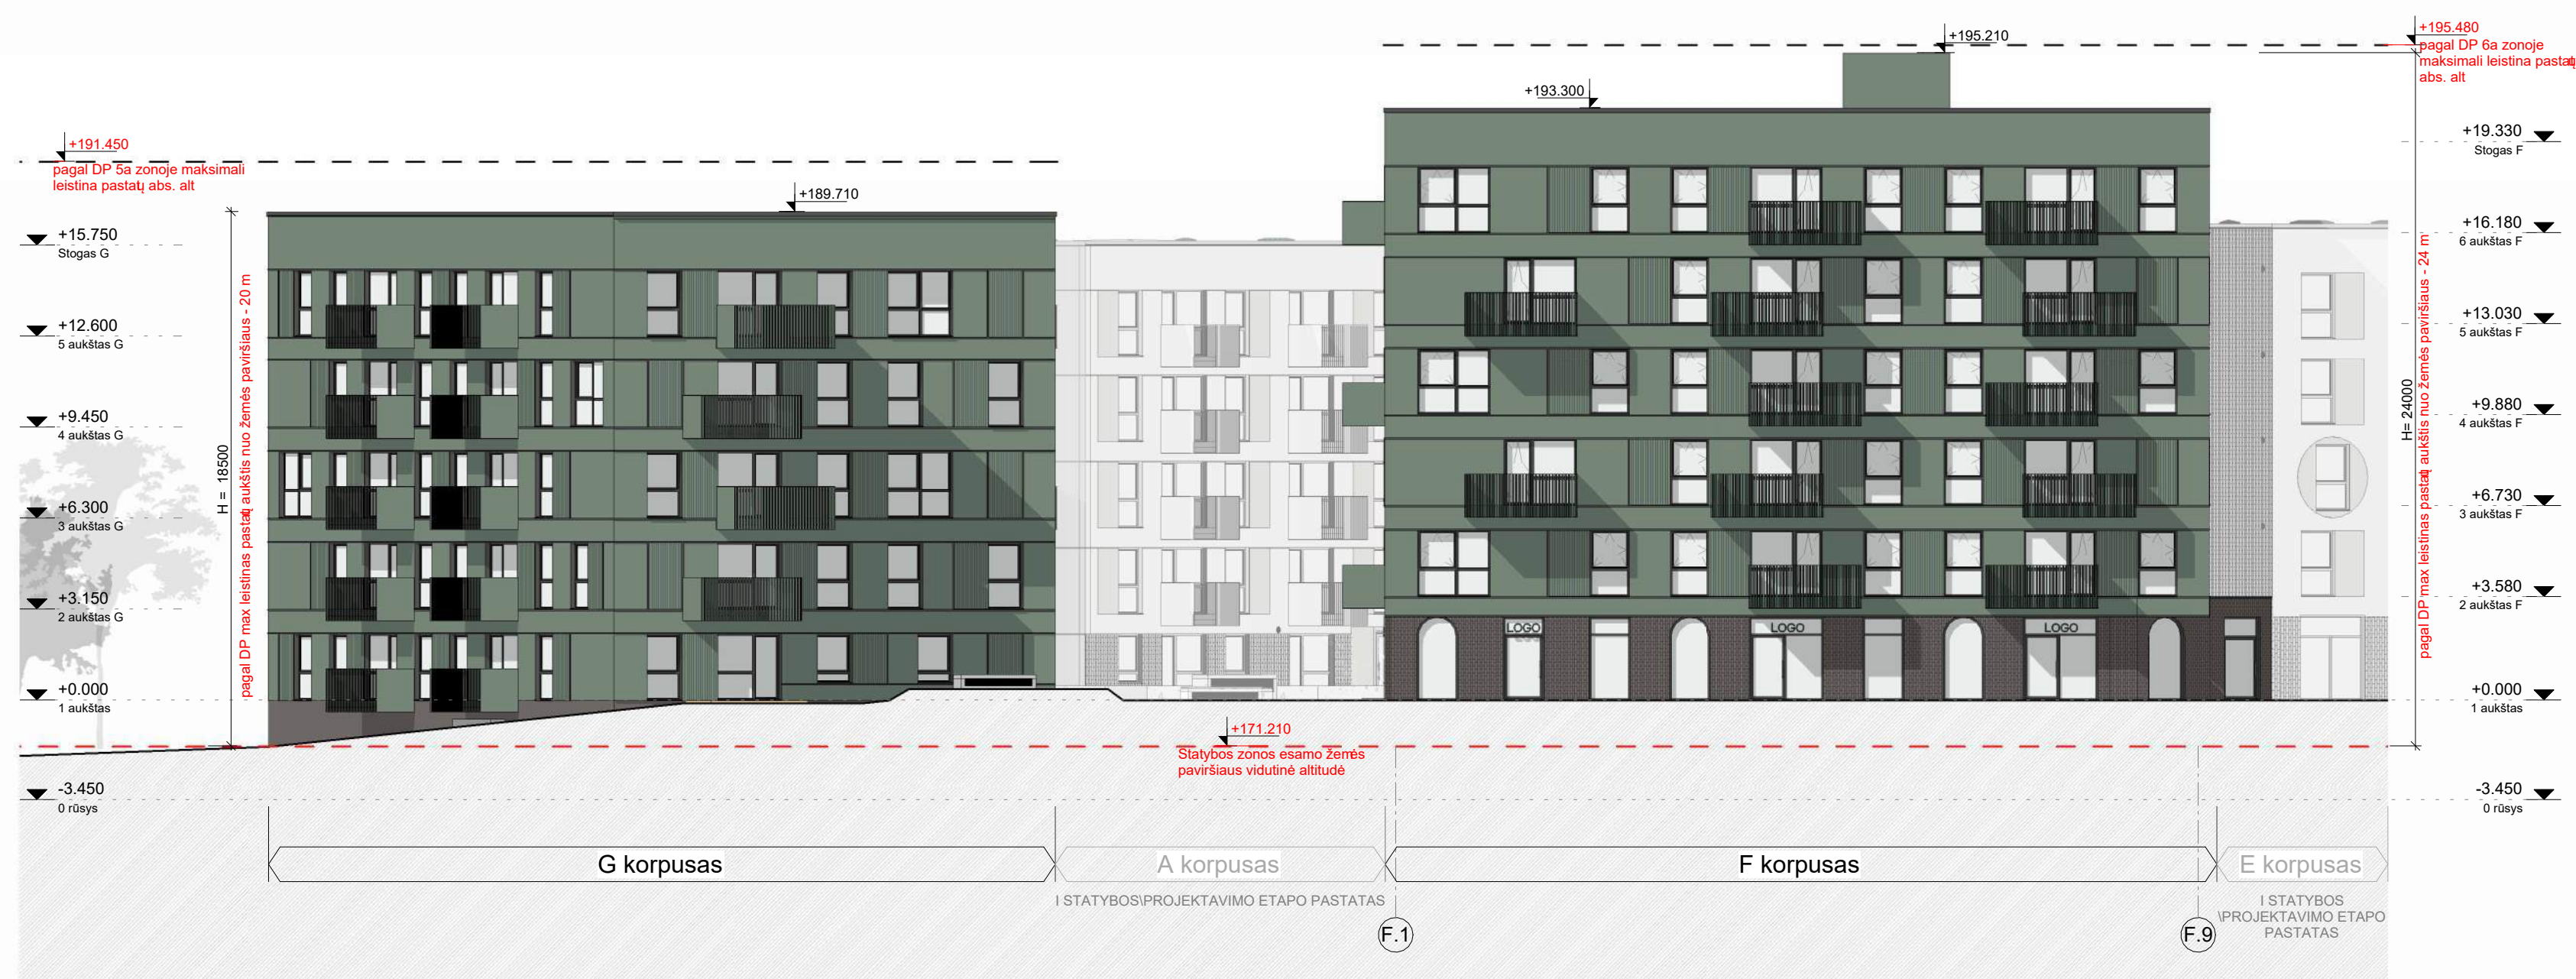 +195.480
pagal DP 6a zonoje
maksimali leistina pastatų
abs. alt
+195.210
+193.300
+191.450
pagal DP 5a zonoje maksimali
leistina pastatų abs. alt
+189.710
+15.750
Stogas G
+12.600
5 aukštas G
+9.450
4 aukštas G
+6.300
3 aukštas G
+3.150
2 aukštas G
+0.000
1 aukštas
-3.450
0 rūsys
H = 18500
pagal DP max leistinas pastatų aukštis nuo žemės paviršiaus - 20 m
LOGO
LOGO
LOGO
+171.210
Statybos zonos esamo žemės
paviršiaus vidutinė altitudė
H= 24000
pagal DP max leistinas pastatų aukštis nuo žemės paviršiaus - 24 m
+19.330
Stogas F
+16.180
6 aukštas F
+13.030
5 aukštas F
+9.880
4 aukštas F
+6.730
3 aukštas F
+3.580
2 aukštas F
+0.000
1 aukštas
-3.450
0 rūsys
G korpusas
A korpusas
F korpusas
E korpusas
I STATYBOS\PROJEKTAVIMO ETAPO PASTATAS
I STATYBOS
\PROJEKTAVIMO ETAPO
PASTATAS
F.1
F.9